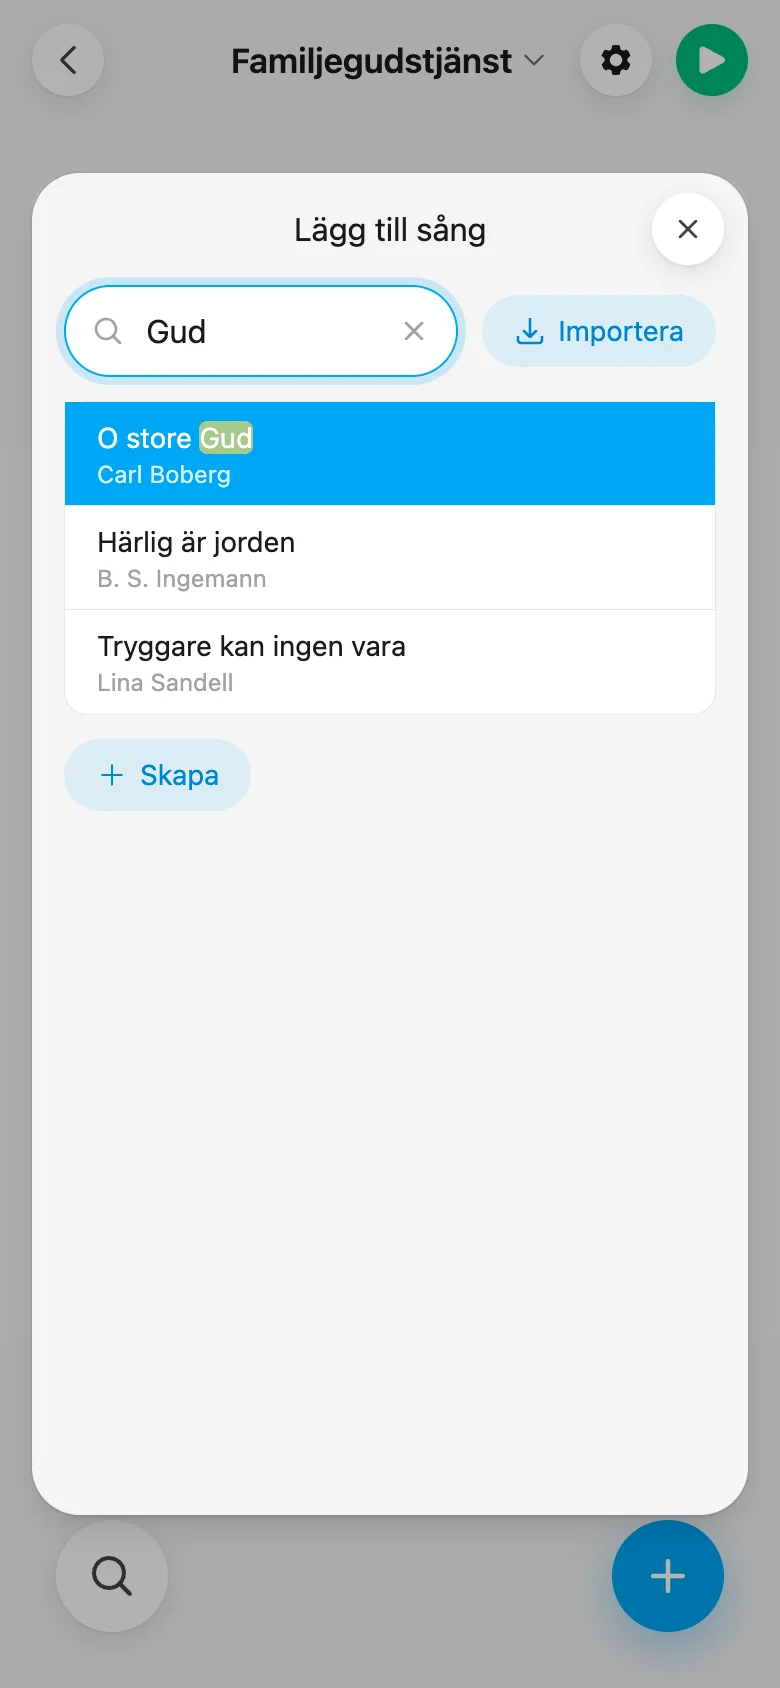 Familjegudstjänst
Lägg till sång
Gud
Importera
O store Gud
Carl Boberg
Härlig är jorden
B. S. Ingemann
Tryggare kan ingen vara
Lina Sandell
Skapa